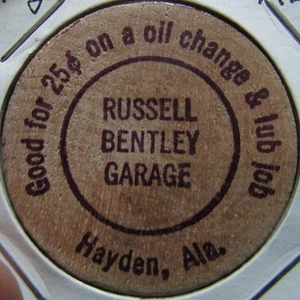 Good for 25¢ on a oil change & lub job
RUSSELL
BENTLEY
GARAGE
Hayden, Ala.